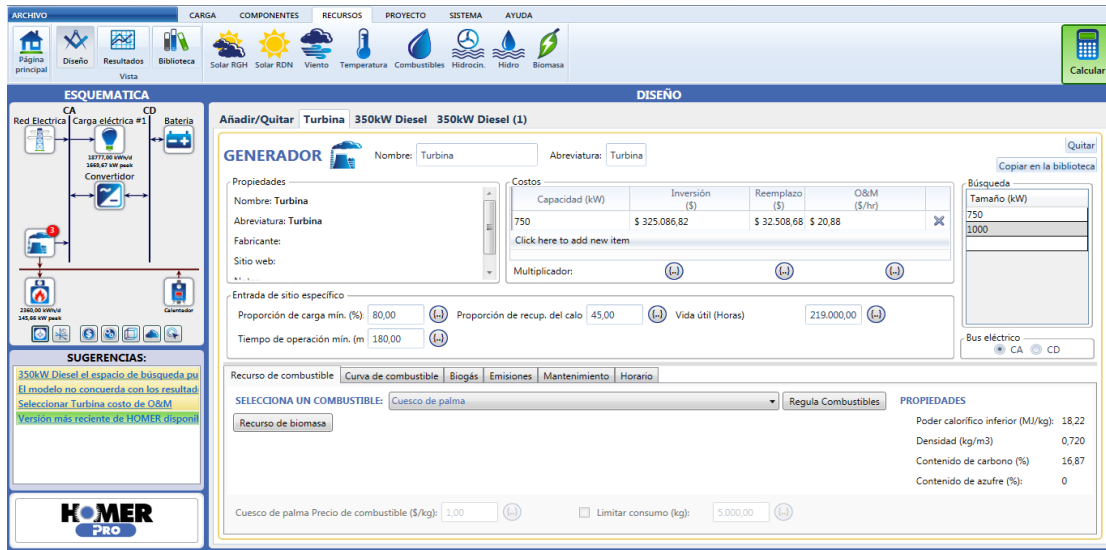 ARCHIVO CARGA COMPONENTES RECURSOS PROYECTO SISTEMA AYUDA
Página principal Diseño Resultados Biblioteca Solar RGH Solar RDN Viento Temperatura Combustibles Hidrocin. Hidro Biomasa Calcular
Vista
ESQUEMATICA DISEÑO
CA CD
Red Electrica Carga eléctrica #1 Batería
18777,00 kWh/d
1669,67 kW peak
Convertidor
3
2360,00 kWh/d
145,66 kW peak
Calentador
SUGERENCIAS:
350kW Diesel el espacio de búsqueda pu
El modelo no concuerda con los resultad
Seleccionar Turbina costo de O&M
Versión más reciente de HOMER disponil
HOMER
PRO
Añadir/Quitar Turbina 350kW Diesel 350kW Diesel (1)
GENERADOR Nombre: Turbina Abreviatura: Turbina
Quitar
Copiar en la biblioteca
Propiedades
Nombre: Turbina
Abreviatura: Turbina
Fabricante:
Sitio web:
Costos
Capacidad (kW) Inversión ($) Reemplazo ($) O&M ($/hr)
750 $ 325.086,82 $ 32.508,68 $ 20,88
Click here to add new item
Multiplicador: (..) (..) (..)
Búsqueda
Tamaño (kW)
750
1000
Entrada de sitio específico
Proporción de carga mín. (%): 80,00 (..) Proporción de recup. del calo 45,00 (..) Vida útil (Horas) 219.000,00 (..)
Tiempo de operación mín. (m 180,00 (..)
Bus eléctrico
CA CD
Recurso de combustible Curva de combustible Biogás Emisiones Mantenimiento Horario
SELECCIONA UN COMBUSTIBLE: Cuesco de palma Regula Combustibles
Recurso de biomasa
PROPIEDADES
Poder calorífico inferior (MJ/kg): 18,22
Densidad (kg/m3) 0,720
Contenido de carbono (%) 16,87
Contenido de azufre (%): 0
Cuesco de palma Precio de combustible ($/kg): 1,00 (..) Limitar consumo (kg): 5.000,00 (..)